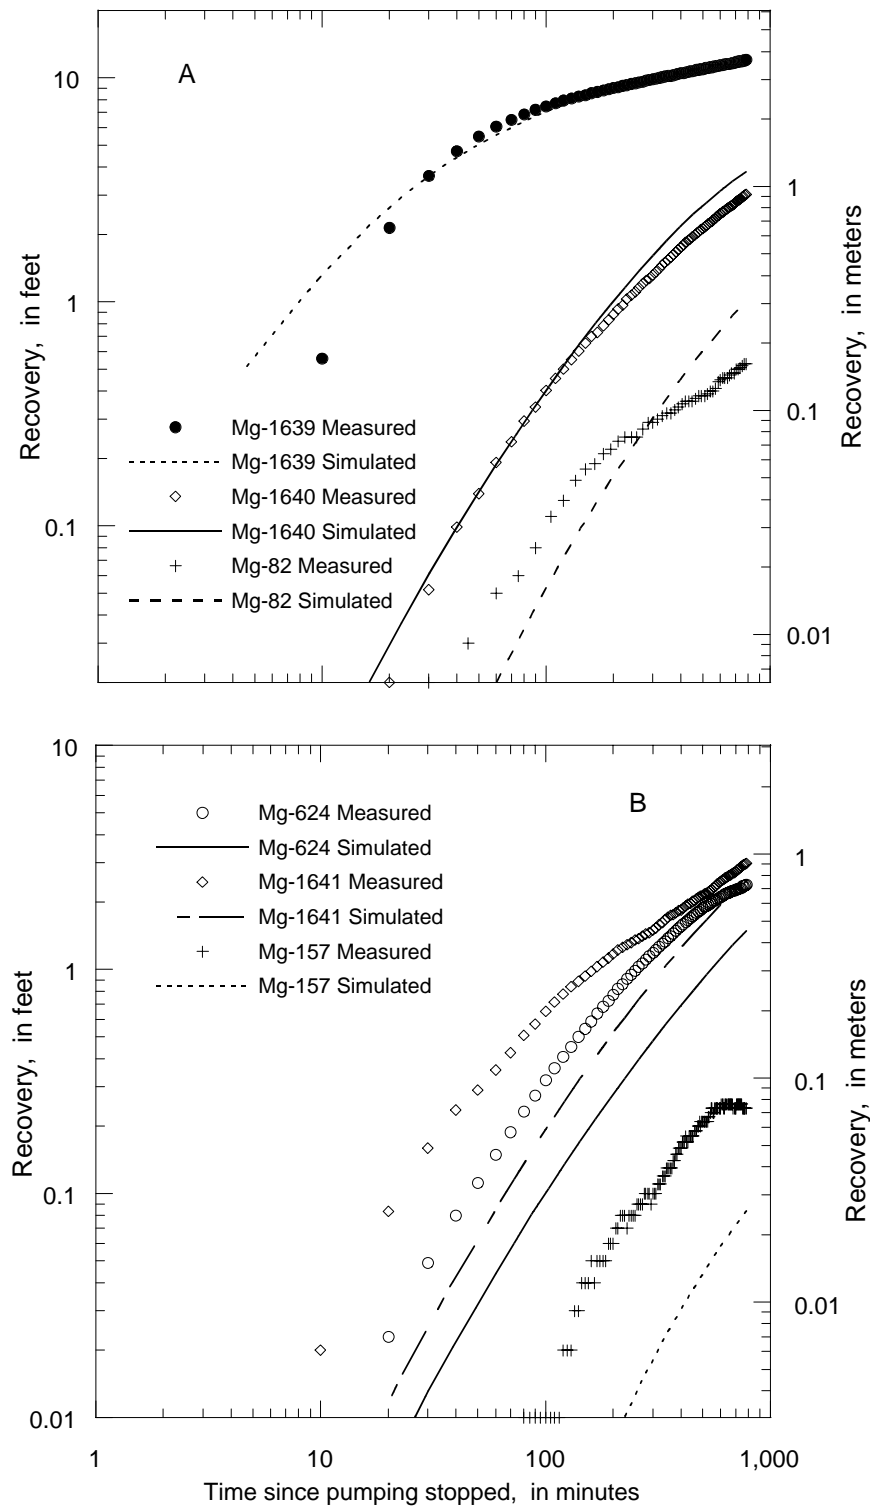 A
10
1
0.1
Recovery, in feet
1
0.1
0.01
Recovery, in meters
Mg-1639 Measured
Mg-1639 Simulated
Mg-1640 Measured
Mg-1640 Simulated
Mg-82 Measured
Mg-82 Simulated
B
10
1
0.1
0.01
Recovery, in feet
1
0.1
0.01
Recovery, in meters
Mg-624 Measured
Mg-624 Simulated
Mg-1641 Measured
Mg-1641 Simulated
Mg-157 Measured
Mg-157 Simulated
1 10 100 1,000
Time since pumping stopped, in minutes